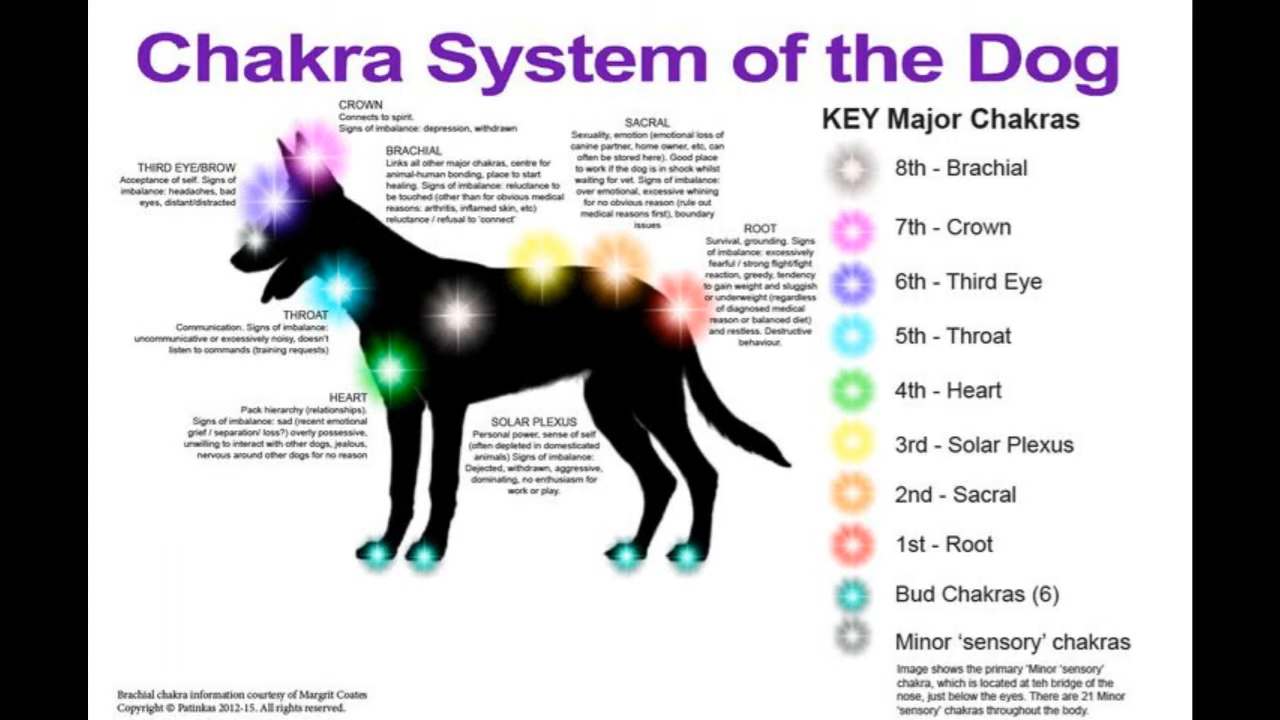 Chakra System of the Dog
CROWN
Connects to spirit.
Signs of imbalance: depression, withdrawn
BRACHIAL
Links all other major chakras, centre for
animal-human bonding, place to start
healing. Signs of imbalance: reluctance to
be touched (other than for obvious medical
reasons: arthritis, inflamed skin, etc)
reluctance / refusal to 'connect'
SACRAL
Sexuality, emotion (emotional loss of
canine partner, home owner, etc, can
often be stored here). Good place
to work if the dog is in shock whilst
waiting for vet. Signs of imbalance:
over emotional, excessive whining
for no obvious reason (rule out
medical reasons first), boundary
issues
THIRD EYE/BROW
Acceptance of self. Signs of
imbalance: headaches, bad
eyes, distant/distracted
ROOT
Survival, grounding. Signs
of imbalance: excessively
fearful / strong flight/fight
reaction, greedy, tendency
to gain weight and sluggish
or underweight (regardless
of diagnosed medical
reason or balanced diet)
and restless. Destructive
behaviour.
THROAT
Communication. Signs of imbalance:
uncommunicative or excessively noisy, doesn't
listen to commands (training requests)
HEART
Pack hierarchy (relationships).
Signs of imbalance: sad (recent emotional
grief / separation/ loss?) overly possessive,
unwilling to interact with other dogs, jealous,
nervous around other dogs for no reason
SOLAR PLEXUS
Personal power, sense of self
(often depleted in domesticated
animals) Signs of imbalance:
Dejected, withdrawn, aggressive,
dominating, no enthusiasm for
work or play.
KEY Major Chakras
8th - Brachial
7th - Crown
6th - Third Eye
5th - Throat
4th - Heart
3rd - Solar Plexus
2nd - Sacral
1st - Root
Bud Chakras (6)
Minor 'sensory' chakras
Image shows the primary 'Minor 'sensory'
chakra, which is located at teh bridge of the
nose, just below the eyes. There are 21 Minor
'sensory' chakras throughout the body.
Brachial chakra information courtesy of Margrit Coates
Copyright © Patinkas 2012-15. All rights reserved.